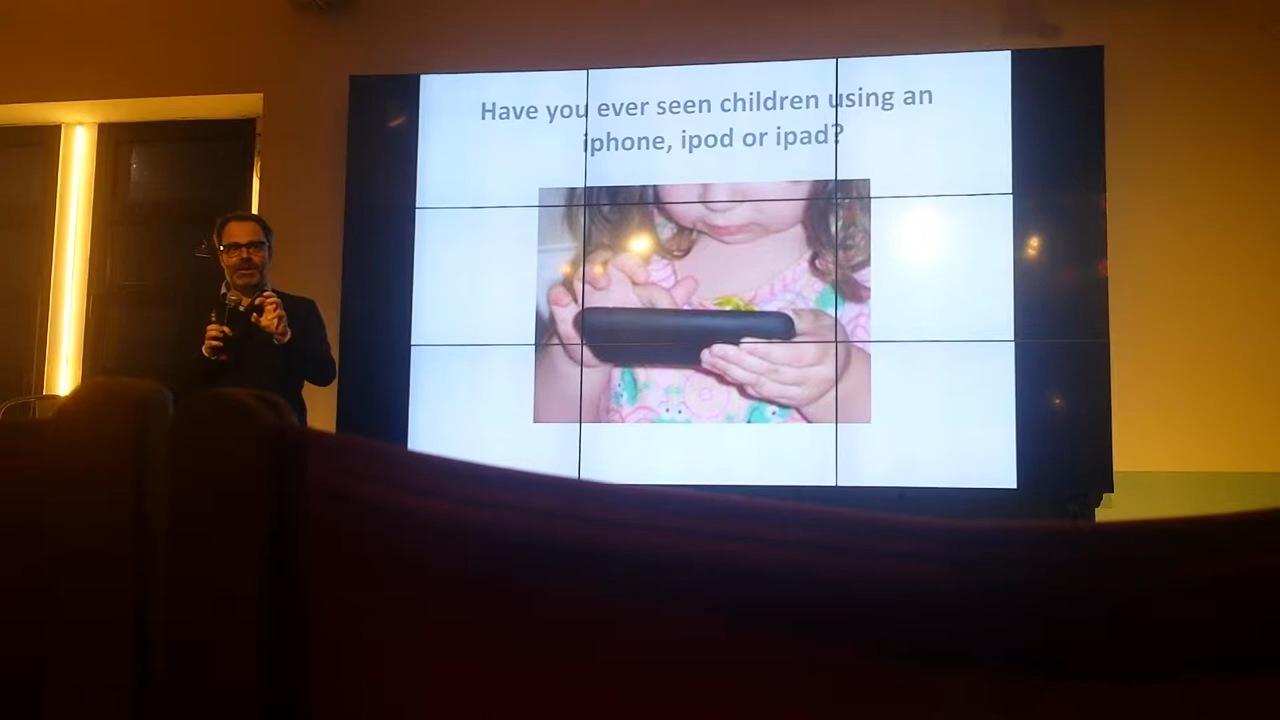 Have you ever seen children using an
iphone, ipod or ipad?